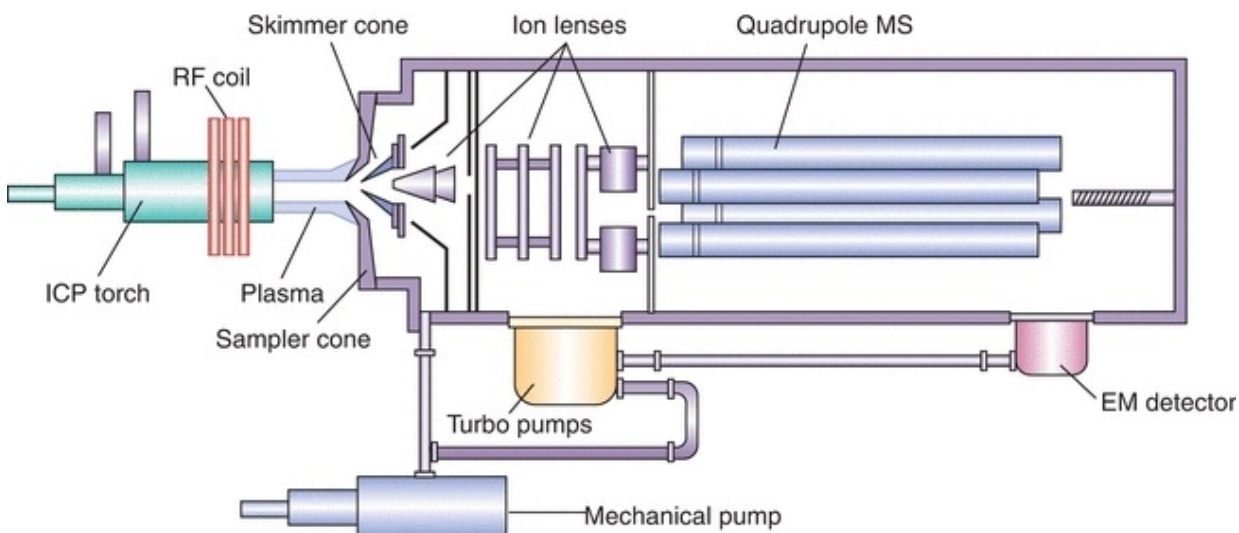 Skimmer cone
Ion lenses
Quadrupole MS
RF coil
ICP torch
Plasma
Sampler cone
Turbo pumps
EM detector
Mechanical pump